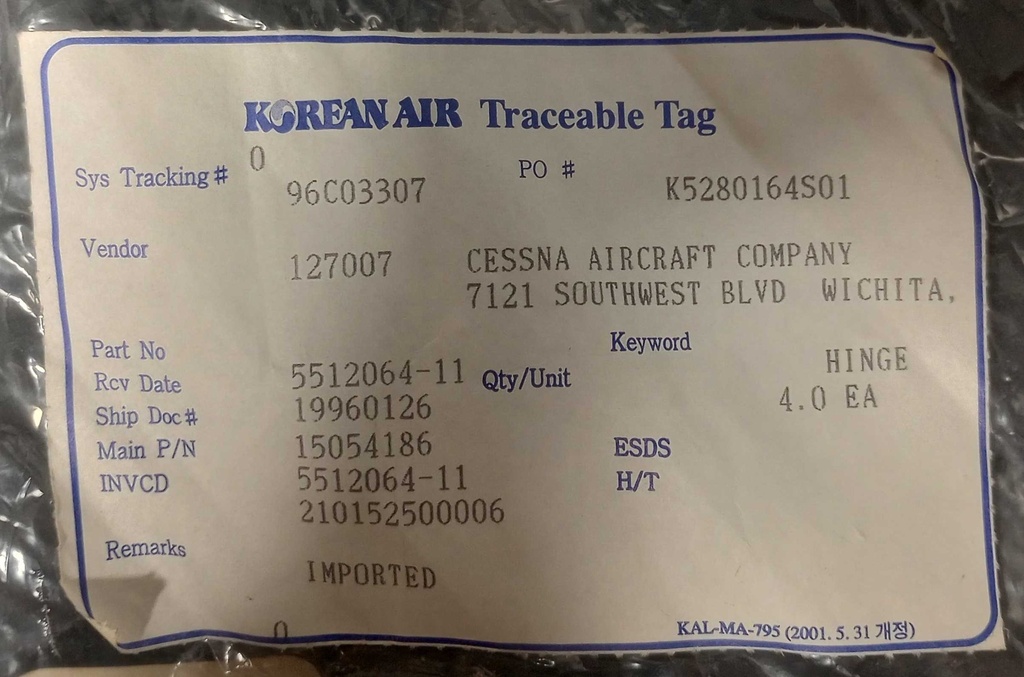 KOREAN AIR Traceable Tag
0
Sys Tracking# 96C03307 PO # K5280164S01
Vendor 127007 CESSNA AIRCRAFT COMPANY
7121 SOUTHWEST BLVD WICHITA,
Part No 5512064-11 Keyword HINGE
Rcv Date 19960126 Qty/Unit 4.0 EA
Ship Doc# 15054186
Main P/N 5512064-11 ESDS
INVCD 210152500006 H/T
Remarks IMPORTED
0
KAL-MA-795 (2001. 5. 31 개정)